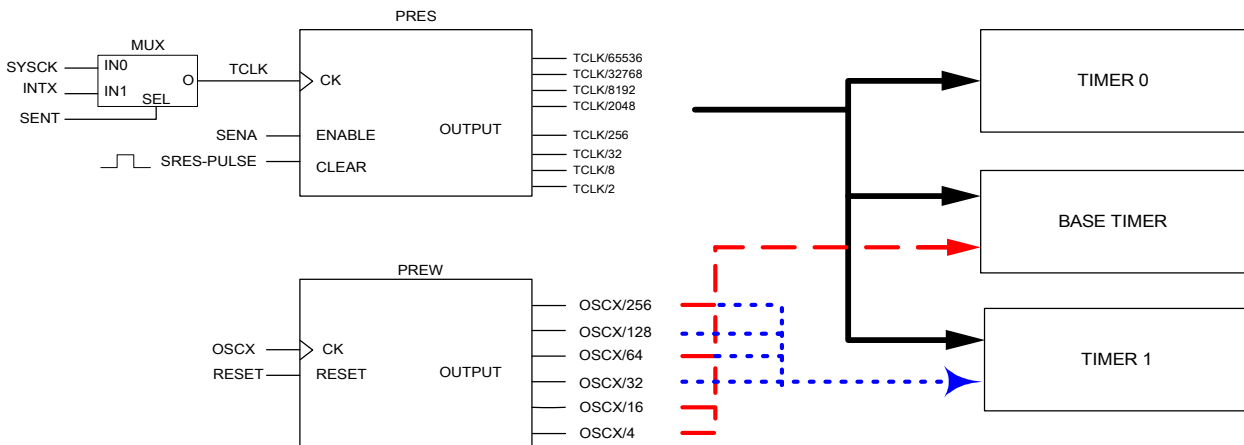 PRES
MUX
SYSCK
IN0
O
TCLK
CK
INTX
IN1
SEL
SENT
SENA
ENABLE
OUTPUT
SRES-PULSE
CLEAR
TCLK/65536
TCLK/32768
TCLK/8192
TCLK/2048
TCLK/256
TCLK/32
TCLK/8
TCLK/2
TIMER 0
BASE TIMER
TIMER 1
PREW
OSCX
CK
RESET
RESET
OUTPUT
OSCX/256
OSCX/128
OSCX/64
OSCX/32
OSCX/16
OSCX/4